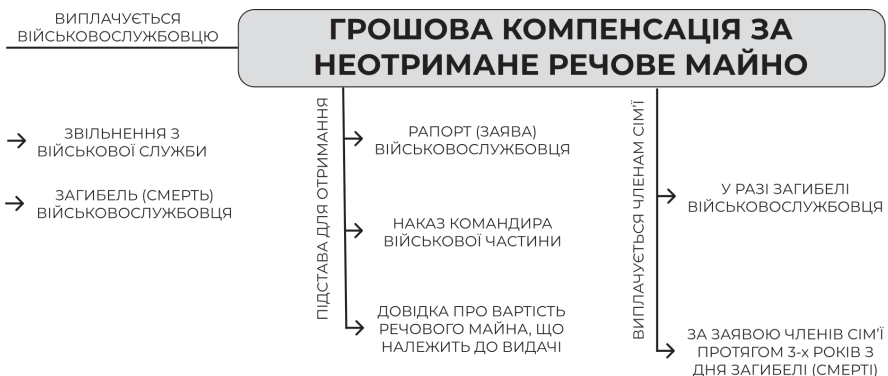 ВИПЛАЧУЄТЬСЯ
ВІЙСЬКОВОСЛУЖБОВЦЮ
ГРОШОВА КОМПЕНСАЦІЯ ЗА
НЕОТРИМАНЕ РЕЧОВЕ МАЙНО
ЗВІЛЬНЕННЯ З
ВІЙСЬКОВОЇ СЛУЖБИ
ЗАГИБЕЛЬ (СМЕРТЬ)
ВІЙСЬКОВОСЛУЖБОВЦЯ
ПІДСТАВА ДЛЯ ОТРИМАННЯ
РАПОРТ (ЗАЯВА)
ВІЙСЬКОВОСЛУЖБОВЦЯ
НАКАЗ КОМАНДИРА
ВІЙСЬКОВОЇ ЧАСТИНИ
ДОВІДКА ПРО ВАРТІСТЬ
РЕЧОВОГО МАЙНА, ЩО
НАЛЕЖИТЬ ДО ВИДАЧІ
ВИПЛАЧУЄТЬСЯ ЧЛЕНАМ СІМ'Ї
У РАЗІ ЗАГИБЕЛІ
ВІЙСЬКОВОСЛУЖБОВЦЯ
ЗА ЗАЯВОЮ ЧЛЕНІВ СІМ'Ї
ПРОТЯГОМ 3-х РОКІВ З
ДНЯ ЗАГИБЕЛІ (СМЕРТІ)